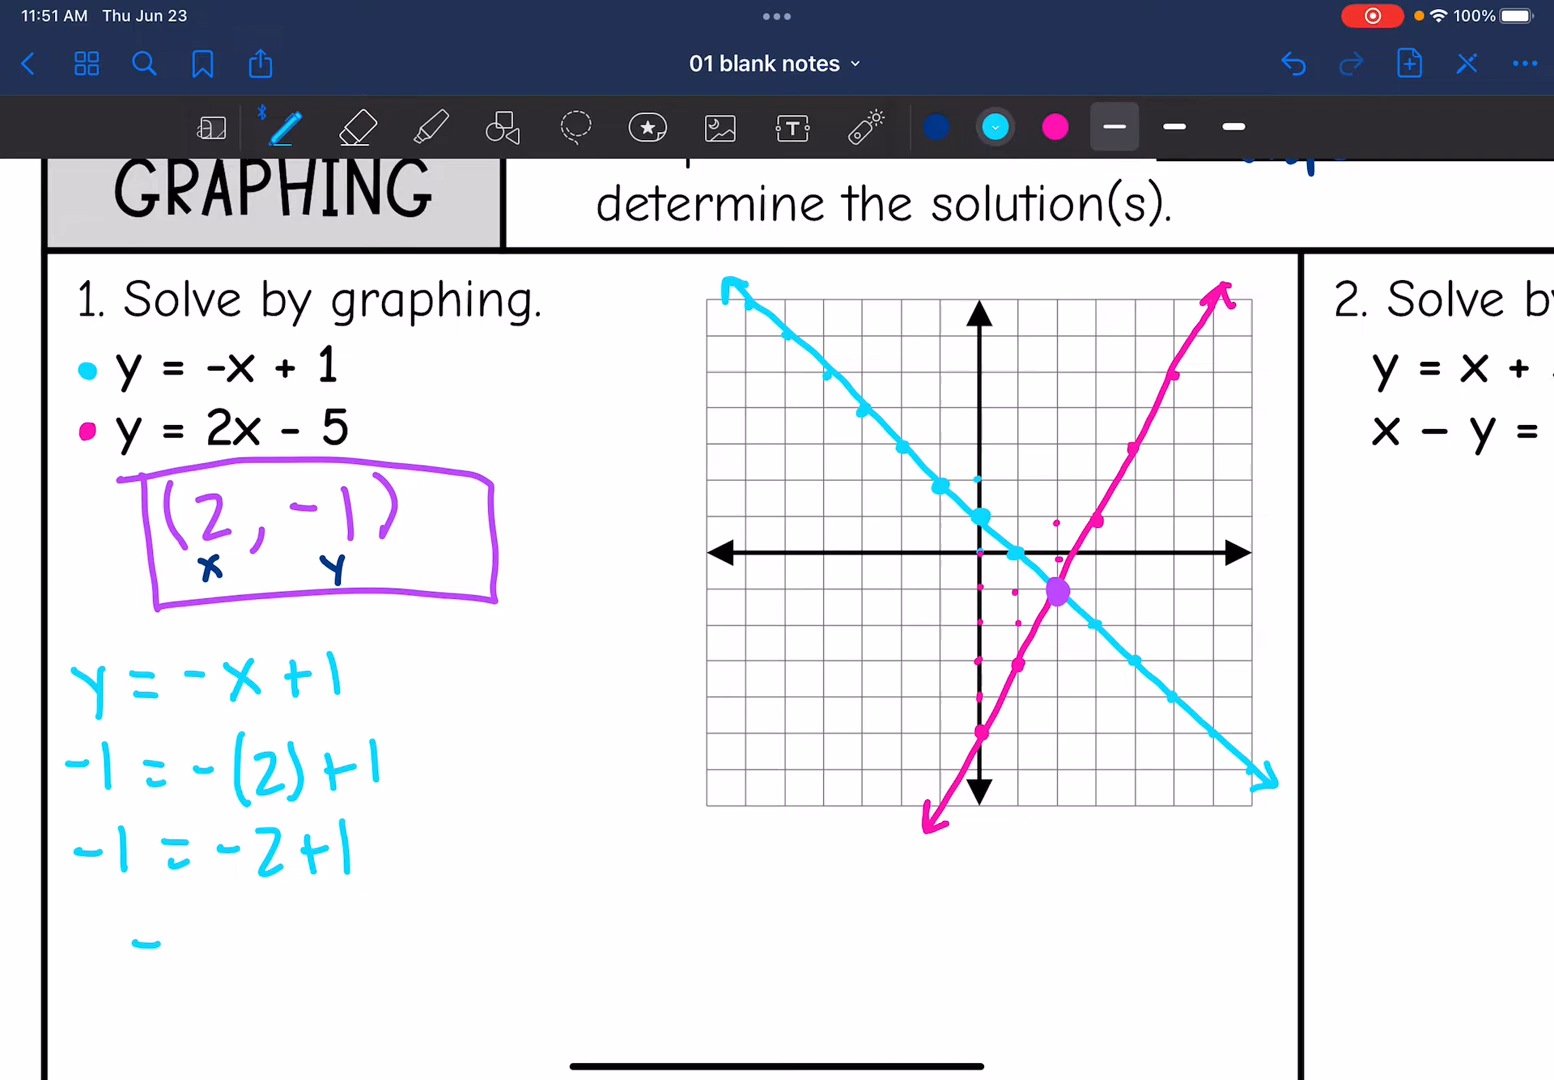 11:51 AM Thu Jun 23
100%
01 blank notes
T
GRAPHING
determine the solution(s).
1. Solve by graphing.
y = -x + 1
y = 2x - 5
(2, -1)
x y
y = -x + 1
-1 = -(2) + 1
-1 = -2 + 1
-
2. Solve by
y = x +
x - y =